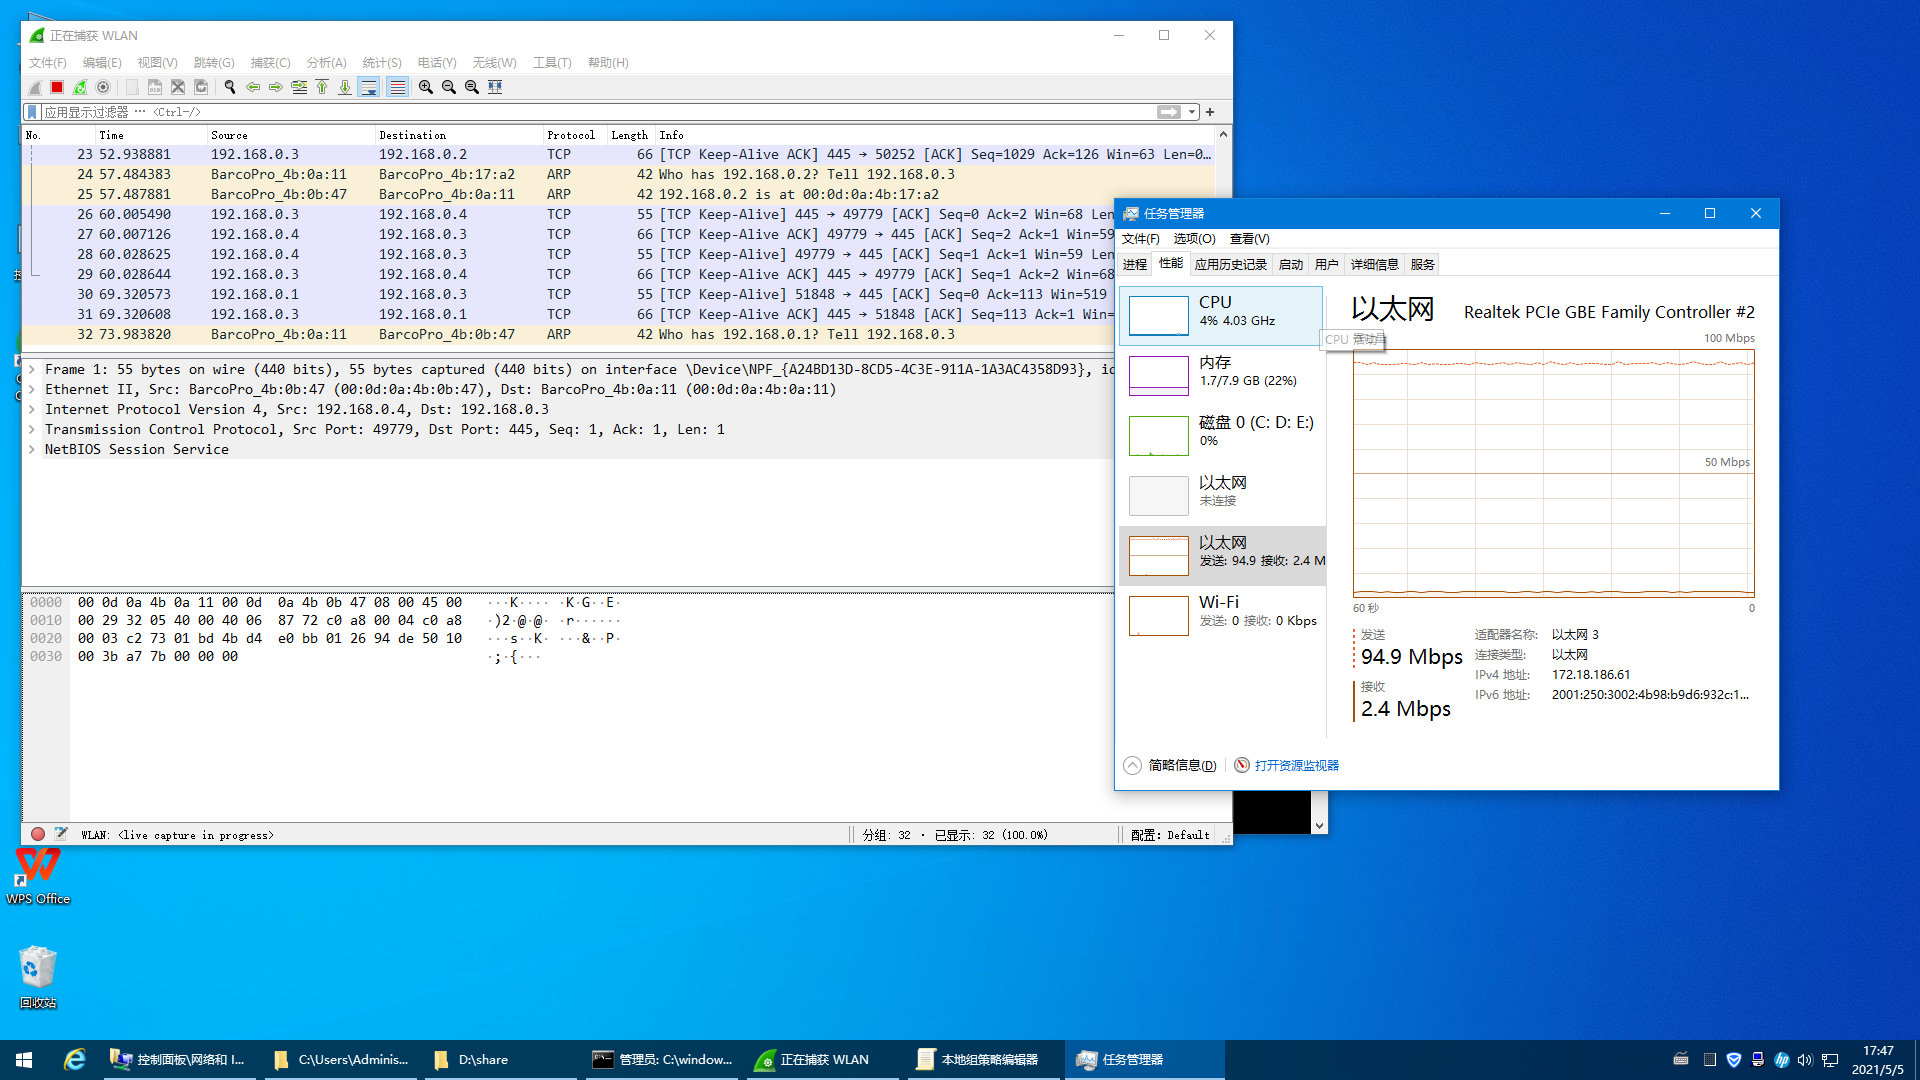 正在捕获 WLAN
文件(F) 编辑(E) 视图(V) 跳转(G) 捕获(C) 分析(A) 统计(S) 电话(Y) 无线(W) 工具(T) 帮助(H)
应用显示过滤器 … <Ctrl-/>
No. Time Source Destination Protocol Length Info
23 52.938881 192.168.0.3 192.168.0.2 TCP 66 [TCP Keep-Alive ACK] 445 → 50252 [ACK] Seq=1029 Ack=126 Win=63 Len=0…
24 57.484383 BarcoPro_4b:0a:11 BarcoPro_4b:17:a2 ARP 42 Who has 192.168.0.2? Tell 192.168.0.3
25 57.487881 BarcoPro_4b:0b:47 BarcoPro_4b:0a:11 ARP 42 192.168.0.2 is at 00:0d:0a:4b:17:a2
26 60.005490 192.168.0.3 192.168.0.4 TCP 55 [TCP Keep-Alive] 445 → 49779 [ACK] Seq=0 Ack=2 Win=68 Len
27 60.007126 192.168.0.4 192.168.0.3 TCP 66 [TCP Keep-Alive ACK] 49779 → 445 [ACK] Seq=2 Ack=1 Win=59
28 60.028625 192.168.0.4 192.168.0.3 TCP 55 [TCP Keep-Alive] 49779 → 445 [ACK] Seq=1 Ack=1 Win=59 Len
29 60.028644 192.168.0.3 192.168.0.4 TCP 66 [TCP Keep-Alive ACK] 445 → 49779 [ACK] Seq=1 Ack=2 Win=68
30 69.320573 192.168.0.1 192.168.0.3 TCP 55 [TCP Keep-Alive] 51848 → 445 [ACK] Seq=0 Ack=113 Win=519
31 69.320608 192.168.0.3 192.168.0.1 TCP 66 [TCP Keep-Alive ACK] 445 → 51848 [ACK] Seq=113 Ack=1 Win=
32 73.983820 BarcoPro_4b:0a:11 BarcoPro_4b:0b:47 ARP 42 Who has 192.168.0.1? Tell 192.168.0.3
Frame 1: 55 bytes on wire (440 bits), 55 bytes captured (440 bits) on interface \Device\NPF_{A24BD13D-8CD5-4C3E-911A-1A3AC4358D93}, id
Ethernet II, Src: BarcoPro_4b:0b:47 (00:0d:0a:4b:0b:47), Dst: BarcoPro_4b:0a:11 (00:0d:0a:4b:0a:11)
Internet Protocol Version 4, Src: 192.168.0.4, Dst: 192.168.0.3
Transmission Control Protocol, Src Port: 49779, Dst Port: 445, Seq: 1, Ack: 1, Len: 1
NetBIOS Session Service
0000 00 0d 0a 4b 0a 11 00 0d 0a 4b 0b 47 08 00 45 00 ···K···· ·K·G··E·
0010 00 29 32 05 40 00 40 06 87 72 c0 a8 00 04 c0 a8 ·)2·@·@· ·r······
0020 00 03 c2 73 01 bd 4b d4 e0 bb 01 26 94 de 50 10 ···s··K· ···&··P·
0030 00 3b a7 7b 00 00 00 ·;·{···
WLAN: <live capture in progress>
分组: 32 · 已显示: 32 (100.0%)
配置: Default
任务管理器
文件(F) 选项(O) 查看(V)
进程 性能 应用历史记录 启动 用户 详细信息 服务
CPU
4% 4.03 GHz
内存
1.7/7.9 GB (22%)
磁盘 0 (C: D: E:)
0%
以太网
未连接
以太网
发送: 94.9 接收: 2.4 M
Wi-Fi
发送: 0 接收: 0 Kbps
以太网 Realtek PCIe GBE Family Controller #2
CPU 活动
100 Mbps
50 Mbps
60 秒 0
发送
94.9 Mbps
接收
2.4 Mbps
适配器名称: 以太网 3
连接类型: 以太网
IPv4 地址: 172.18.186.61
IPv6 地址: 2001:250:3002:4b98:b9d6:932c:1...
简略信息(D) 打开资源监视器
WPS Office
回收站
控制面板\网络和 I...
C:\Users\Adminis...
D:\share
管理员: C:\window...
正在捕获 WLAN
本地组策略编辑器
任务管理器
17:47
2021/5/5